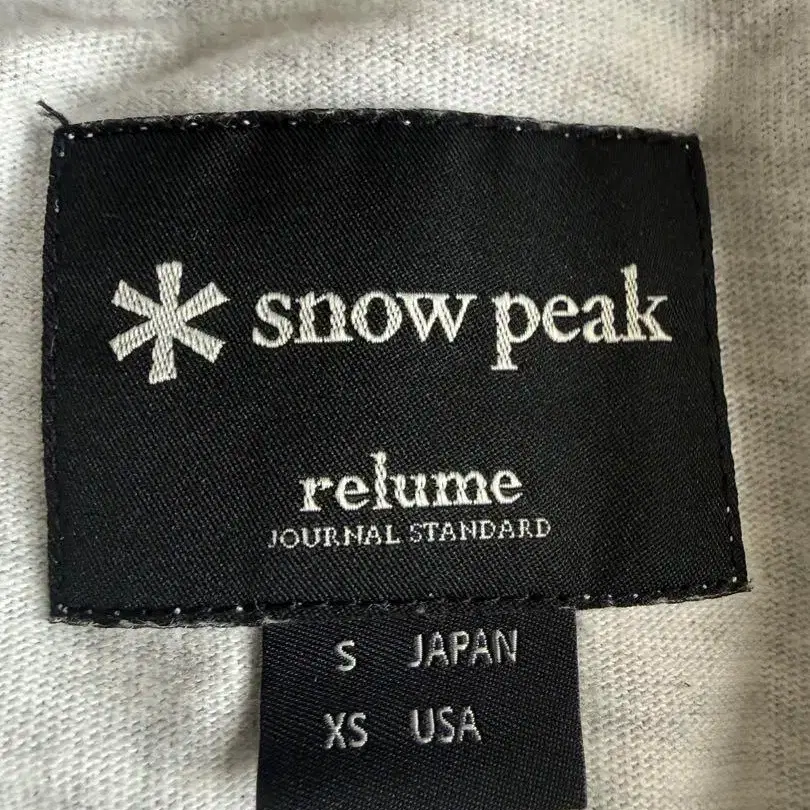 snow peak
relume
JOURNAL STANDARD
S JAPAN
XS USA